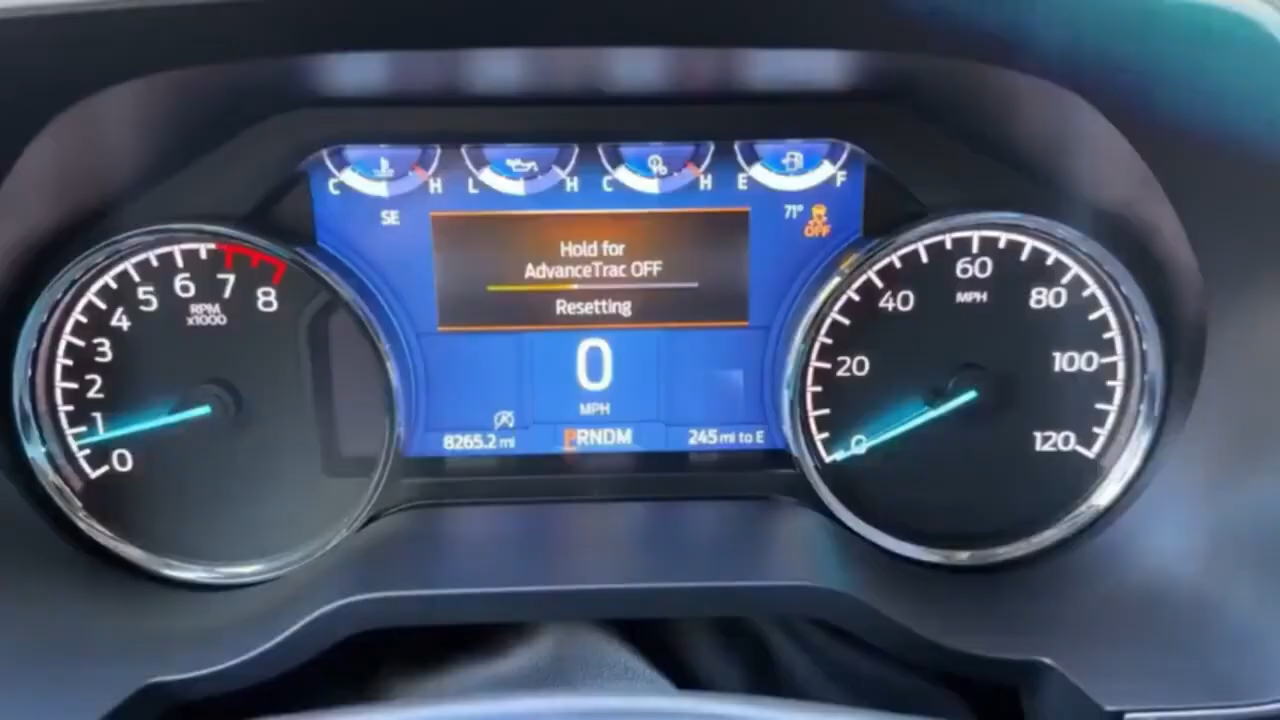 C H L H C H E F
SE
71°
OFF
Hold for
AdvanceTrac OFF
Resetting
0
MPH
8265.2 mi
PRNDM
245 mi to E
0 1 2 3 4 5 6 7 8
RPM
x1000
0 20 40 60 80 100 120
MPH